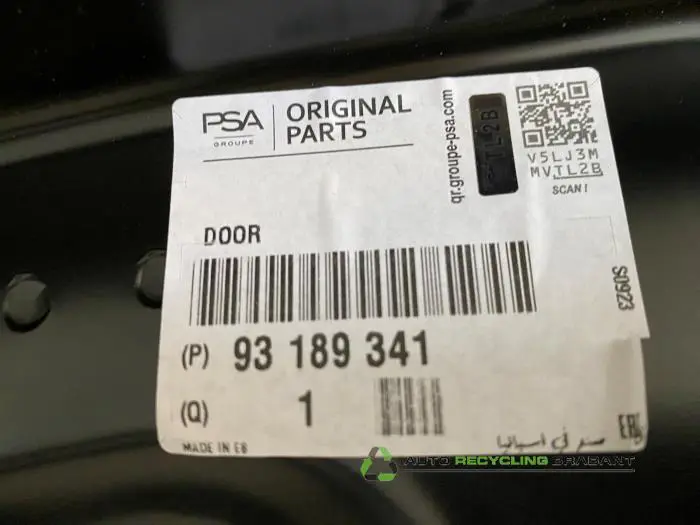 PSA
GROUPE
ORIGINAL
PARTS
qr.groupe-psa.com
TL2B
V5LJ3M
MVTL2B
SCAN!
DOOR
S0923
(P) 93 189 341
(Q) 1
MADE IN E8
صنع في اسبانيا
AUTO RECYCLING BRABANT